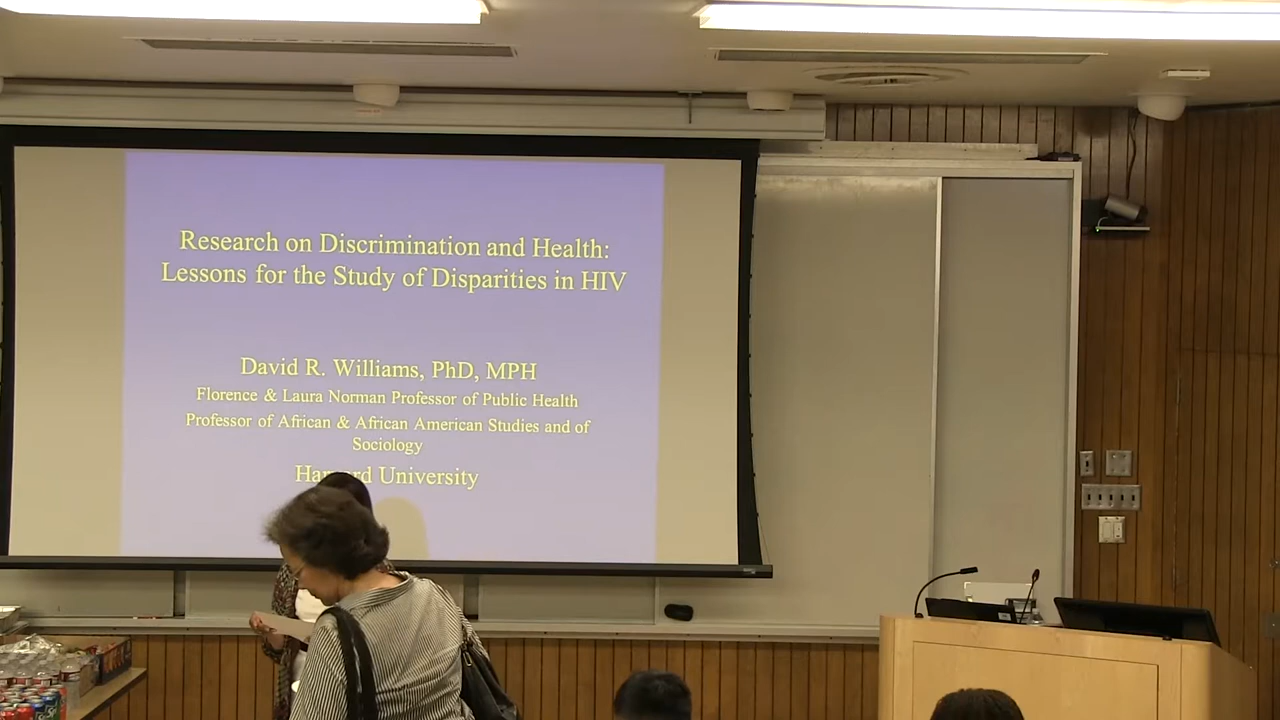 Research on Discrimination and Health:
Lessons for the Study of Disparities in HIV
David R. Williams, PhD, MPH
Florence & Laura Norman Professor of Public Health
Professor of African & African American Studies and of
Sociology
University